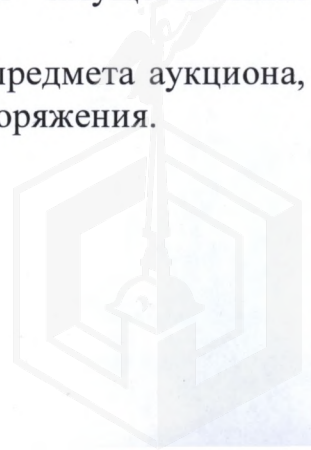 предмета аукциона,
оряжения.